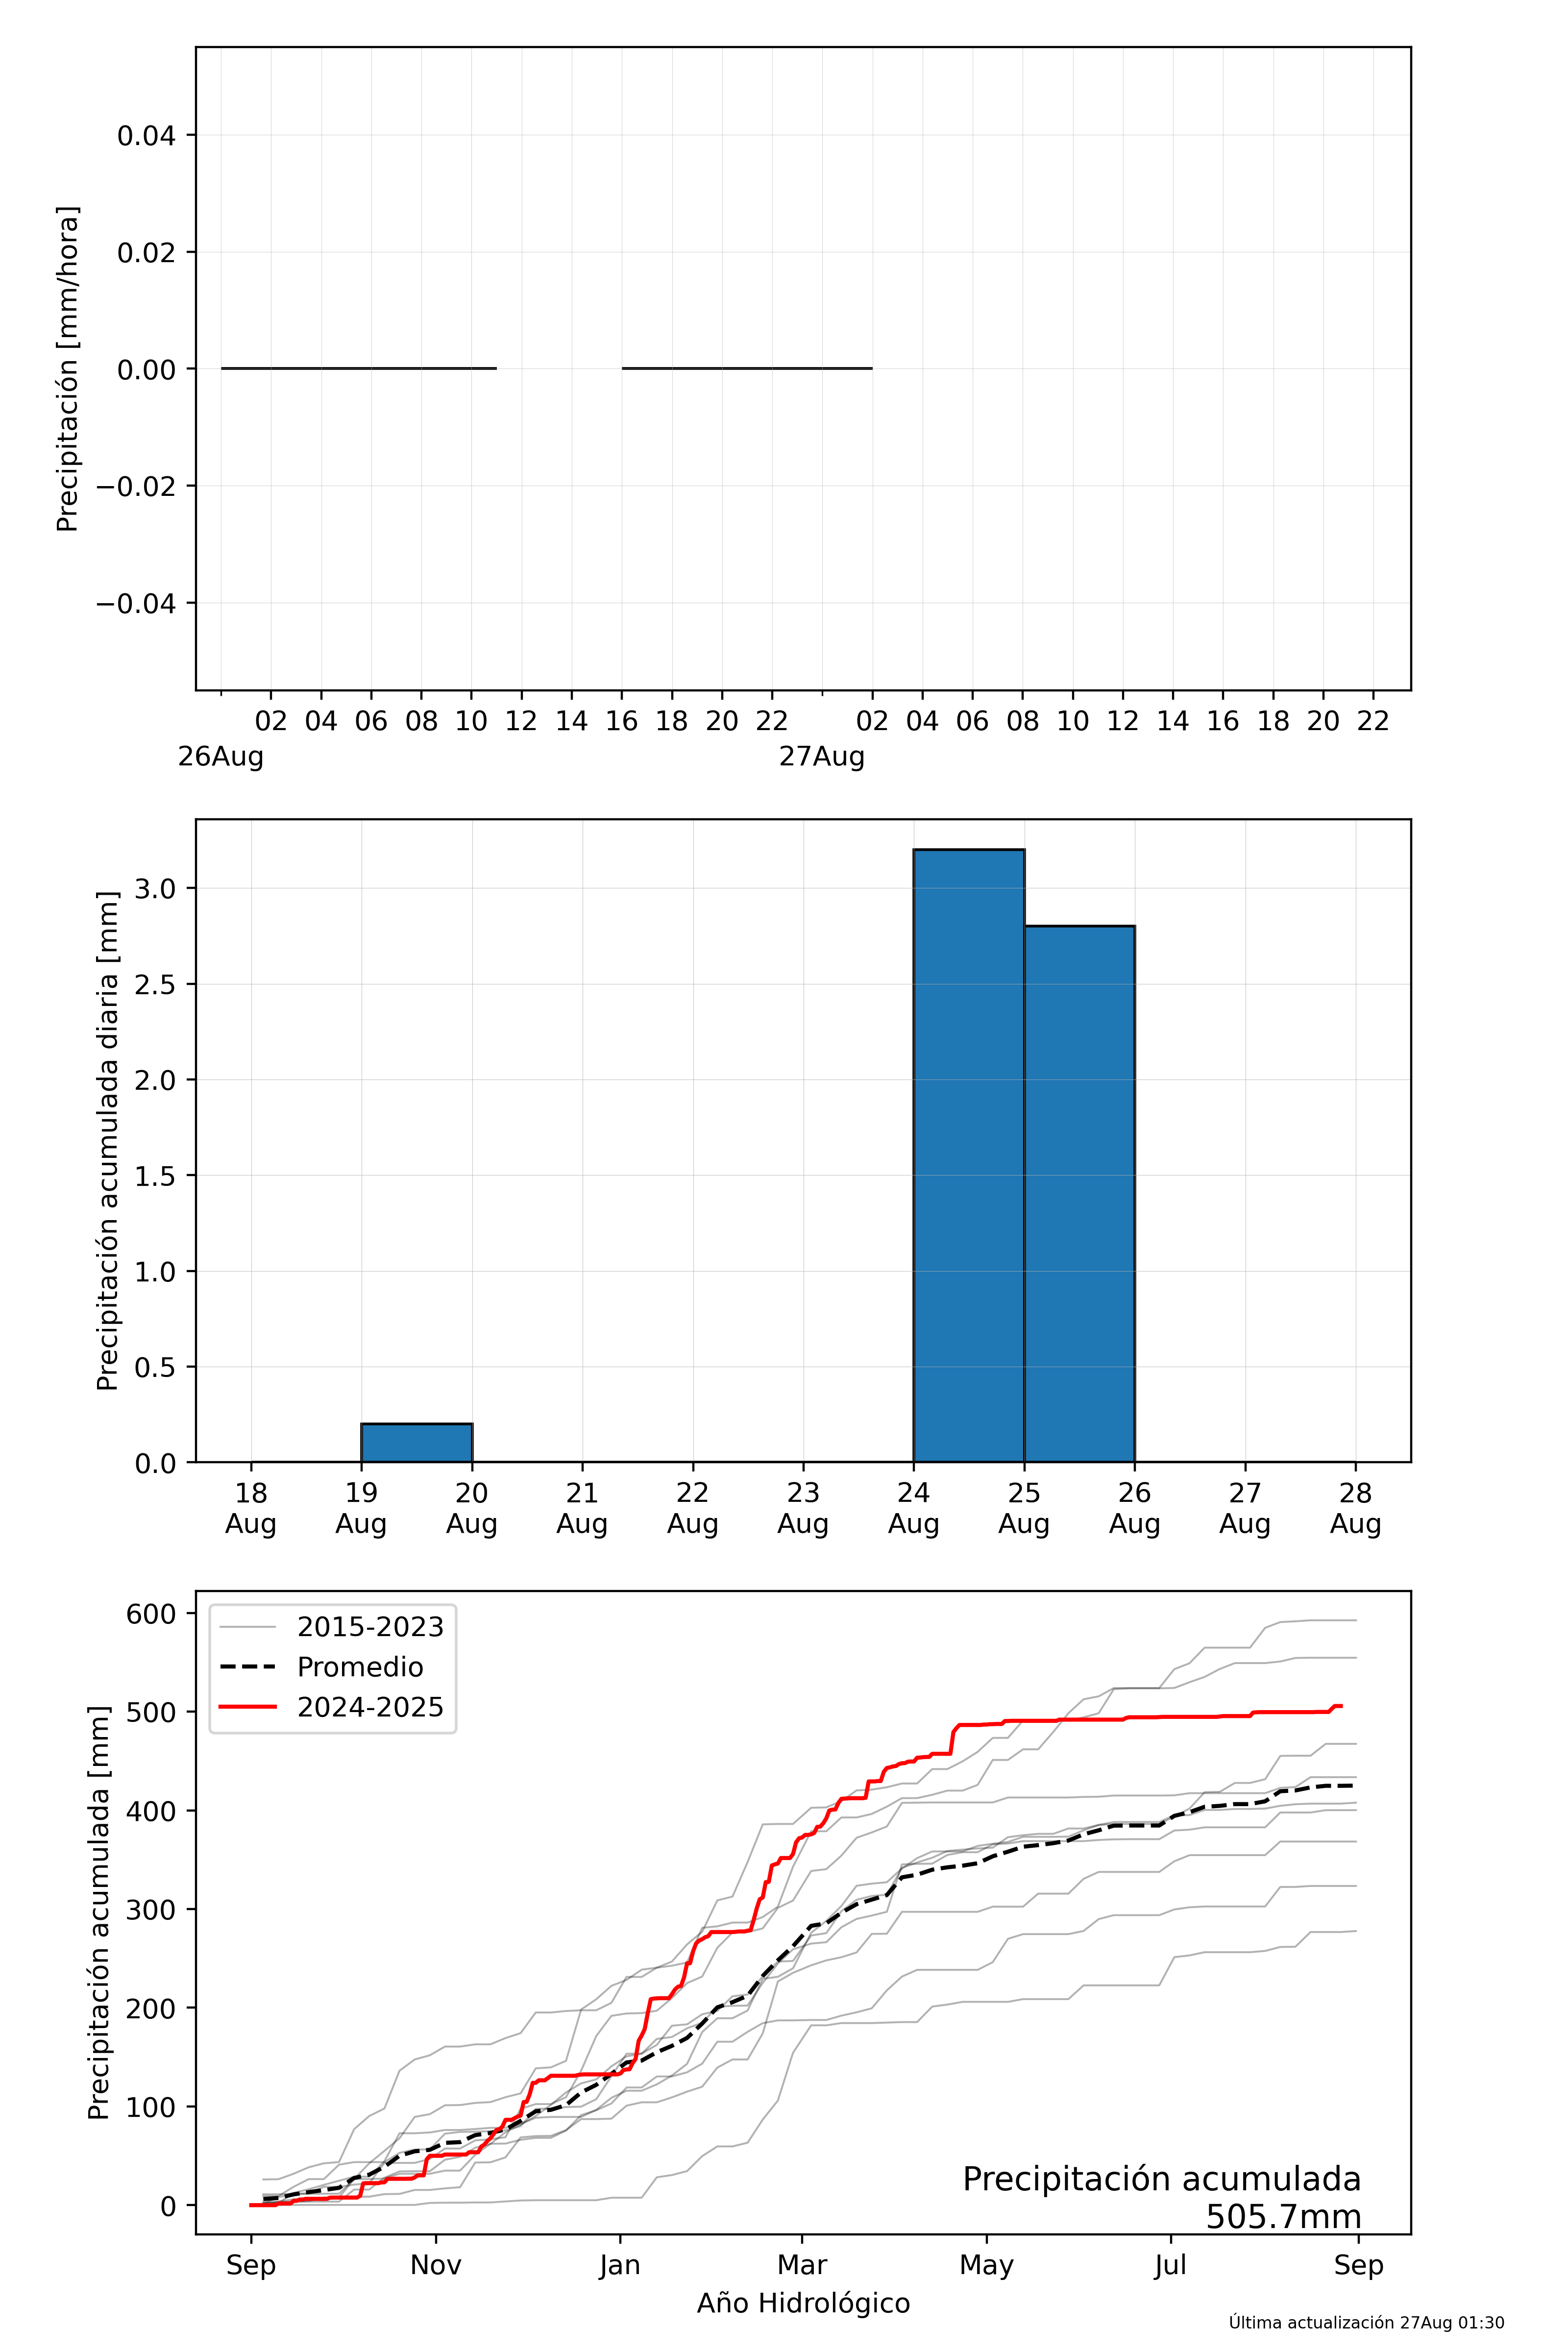 0.04
0.02
0.00
−0.02
−0.04
Precipitación [mm/hora]
02 04 06 08 10 12 14 16 18 20 22 02 04 06 08 10 12 14 16 18 20 22
26Aug 27Aug
3.0
2.5
2.0
1.5
1.0
0.5
0.0
Precipitación acumulada diaria [mm]
18 19 20 21 22 23 24 25 26 27 28
Aug Aug Aug Aug Aug Aug Aug Aug Aug Aug Aug
600
500
400
300
200
100
0
Precipitación acumulada [mm]
2015-2023
Promedio
2024-2025
Precipitación acumulada
505.7mm
Sep Nov Jan Mar May Jul Sep
Año Hidrológico
Última actualización 27Aug 01:30